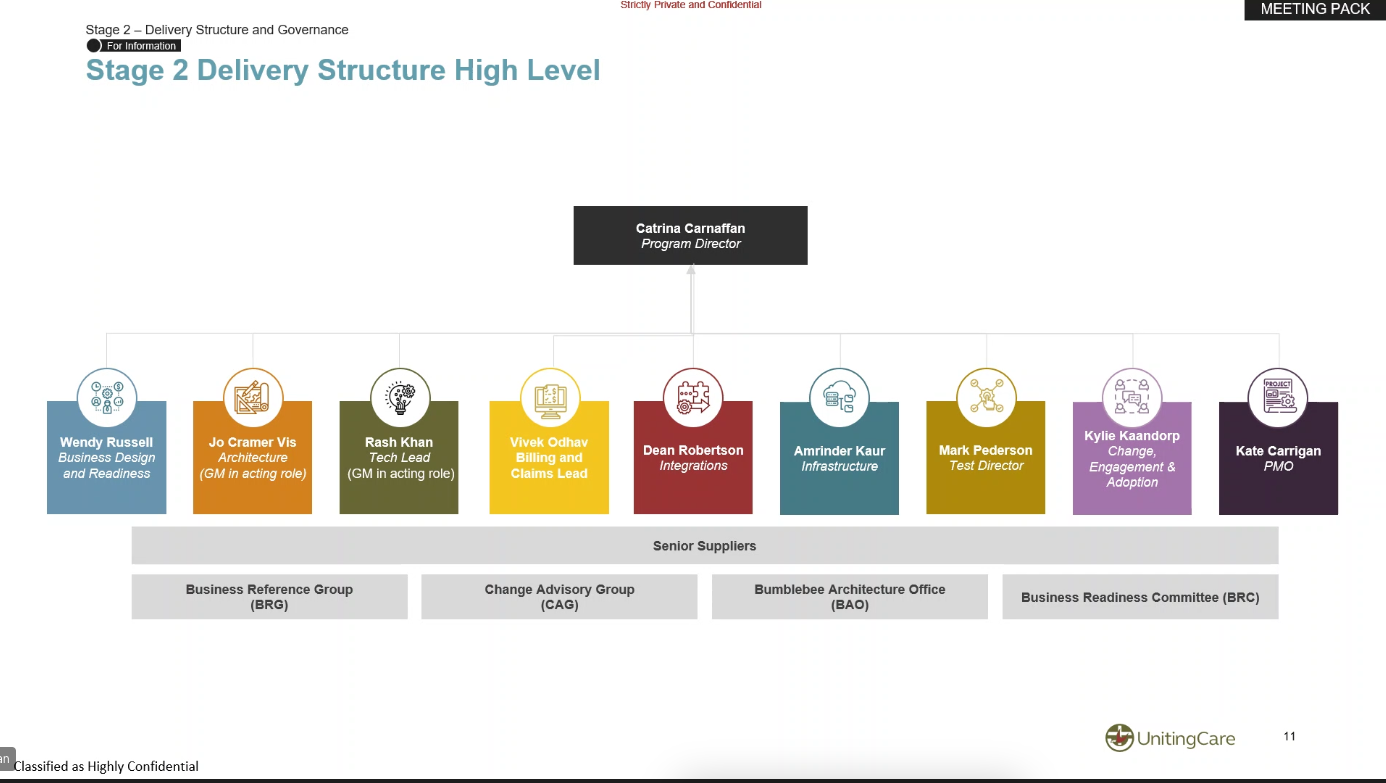 Strictly Private and Confidential
MEETING PACK
Stage 2 – Delivery Structure and Governance
For Information
Stage 2 Delivery Structure High Level
Catrina Carnaffan
Program Director
Wendy Russell
Business Design
and Readiness
Jo Cramer Vis
Architecture
(GM in acting role)
Rash Khan
Tech Lead
(GM in acting role)
Vivek Odhav
Billing and
Claims Lead
Dean Robertson
Integrations
Amrinder Kaur
Infrastructure
Mark Pederson
Test Director
Kylie Kaandorp
Change,
Engagement &
Adoption
PROJECT
Kate Carrigan
PMO
Senior Suppliers
Business Reference Group
(BRG)
Change Advisory Group
(CAG)
Bumblebee Architecture Office
(BAO)
Business Readiness Committee (BRC)
UnitingCare
11
an
Classified as Highly Confidential